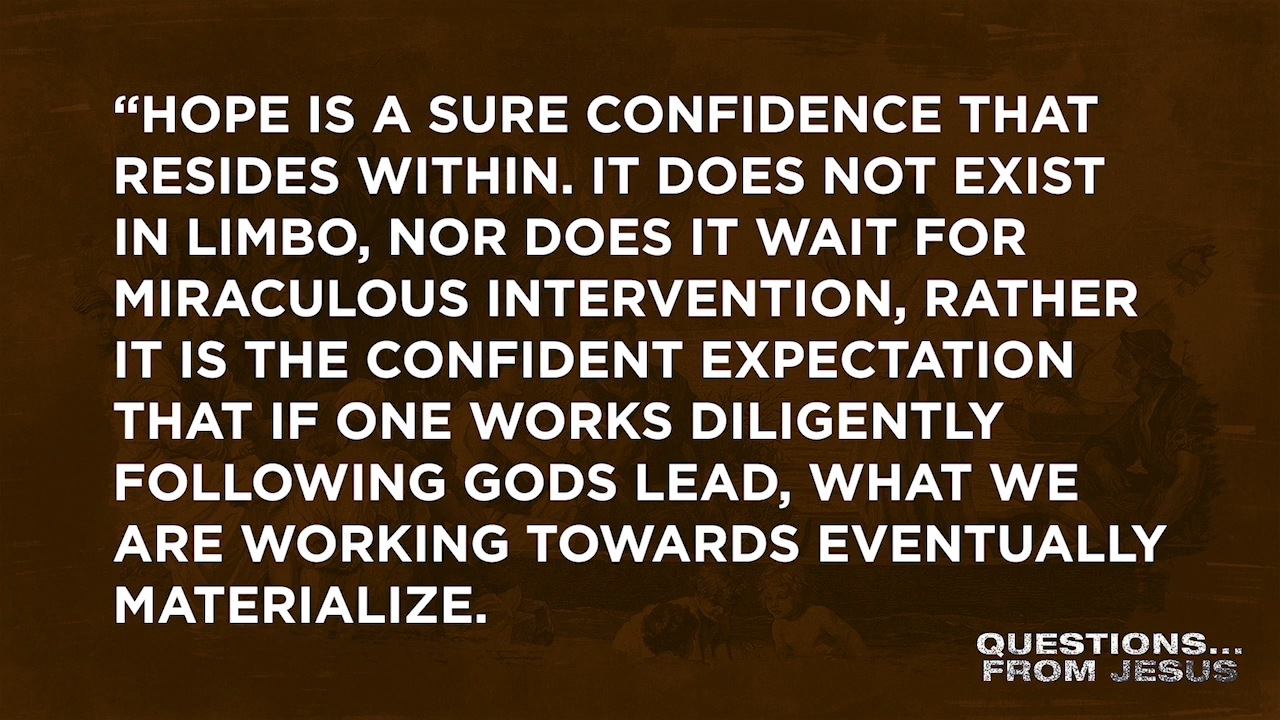 “HOPE IS A SURE CONFIDENCE THAT
RESIDES WITHIN. IT DOES NOT EXIST
IN LIMBO, NOR DOES IT WAIT FOR
MIRACULOUS INTERVENTION, RATHER
IT IS THE CONFIDENT EXPECTATION
THAT IF ONE WORKS DILIGENTLY
FOLLOWING GODS LEAD, WHAT WE
ARE WORKING TOWARDS EVENTUALLY
MATERIALIZE.
QUESTIONS...
FROM JESUS